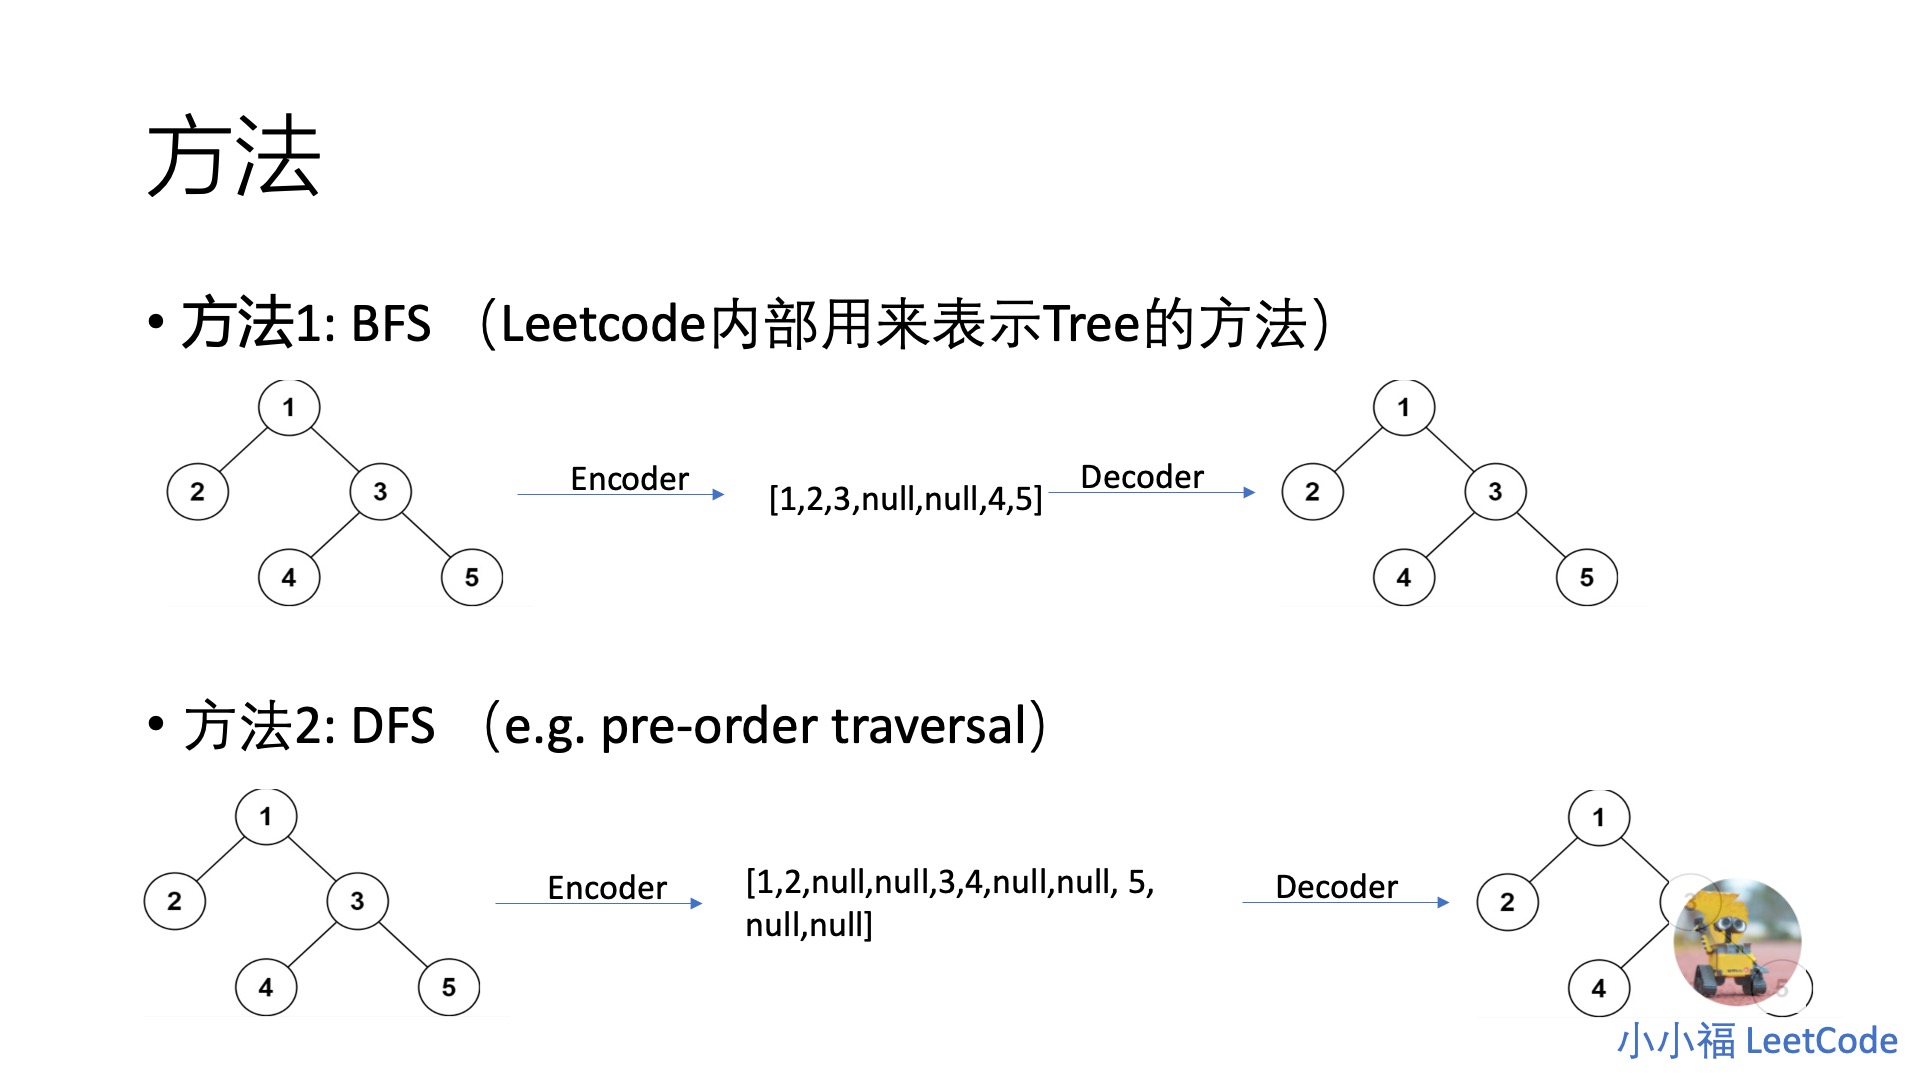 方法
• 方法1: BFS （Leetcode内部用来表示Tree的方法）
1
2
3
4
5
Encoder
[1,2,3,null,null,4,5]
Decoder
1
2
3
4
5
• 方法2: DFS （e.g. pre-order traversal）
1
2
3
4
5
Encoder
[1,2,null,null,3,4,null,null, 5,
null,null]
Decoder
1
2
3
4
5
小小福 LeetCode